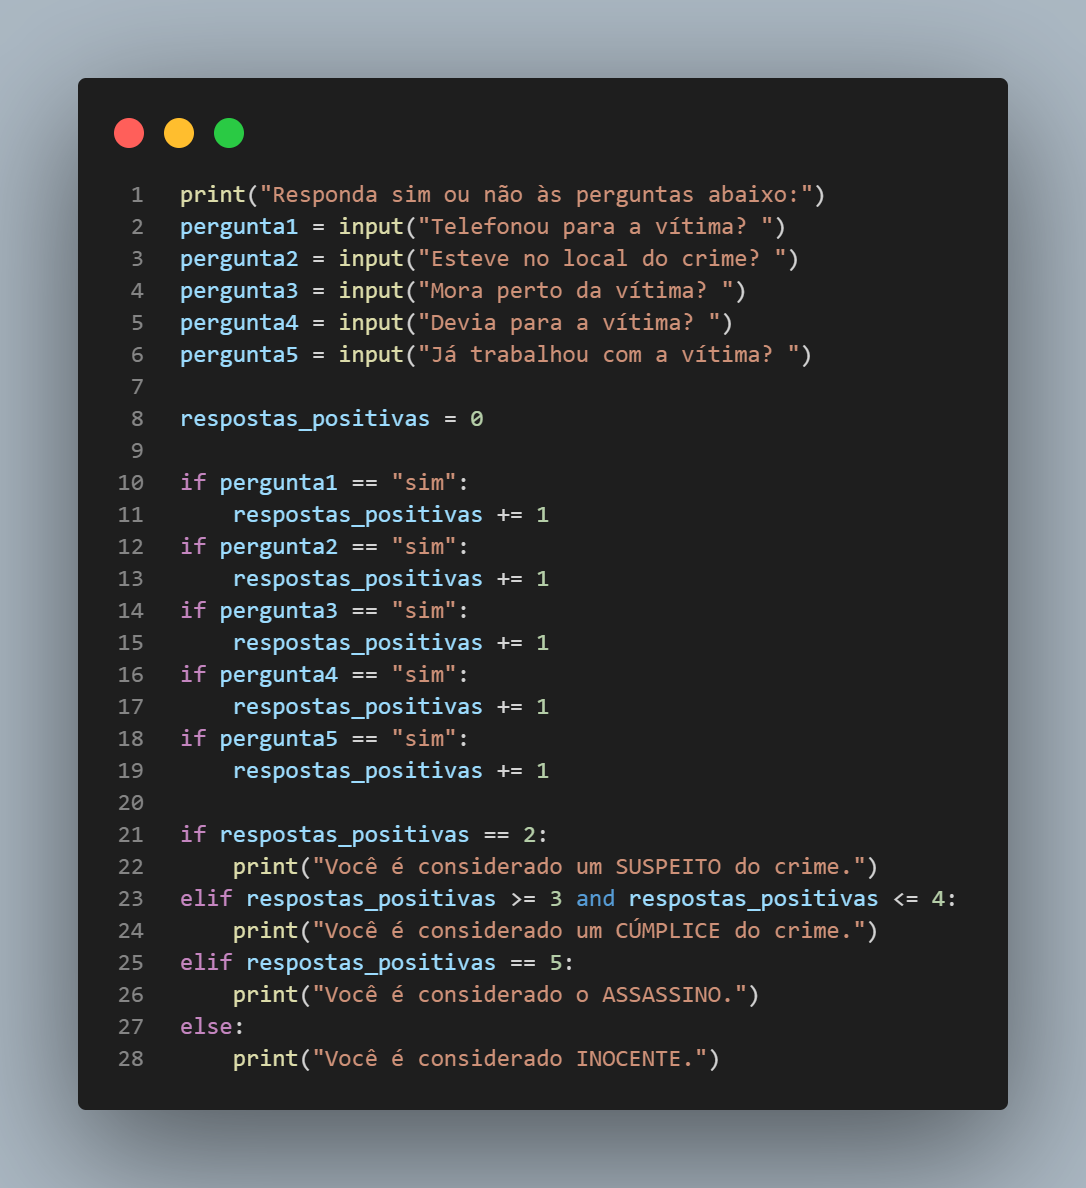 1 print("Responda sim ou não às perguntas abaixo:")
2 pergunta1 = input("Telefonou para a vítima? ")
3 pergunta2 = input("Esteve no local do crime? ")
4 pergunta3 = input("Mora perto da vítima? ")
5 pergunta4 = input("Devia para a vítima? ")
6 pergunta5 = input("Já trabalhou com a vítima? ")
7
8 respostas_positivas = 0
9
10 if pergunta1 == "sim":
11     respostas_positivas += 1
12 if pergunta2 == "sim":
13     respostas_positivas += 1
14 if pergunta3 == "sim":
15     respostas_positivas += 1
16 if pergunta4 == "sim":
17     respostas_positivas += 1
18 if pergunta5 == "sim":
19     respostas_positivas += 1
20
21 if respostas_positivas == 2:
22     print("Você é considerado um SUSPEITO do crime.")
23 elif respostas_positivas >= 3 and respostas_positivas <= 4:
24     print("Você é considerado um CÚMPLICE do crime.")
25 elif respostas_positivas == 5:
26     print("Você é considerado o ASSASSINO.")
27 else:
28     print("Você é considerado INOCENTE.")